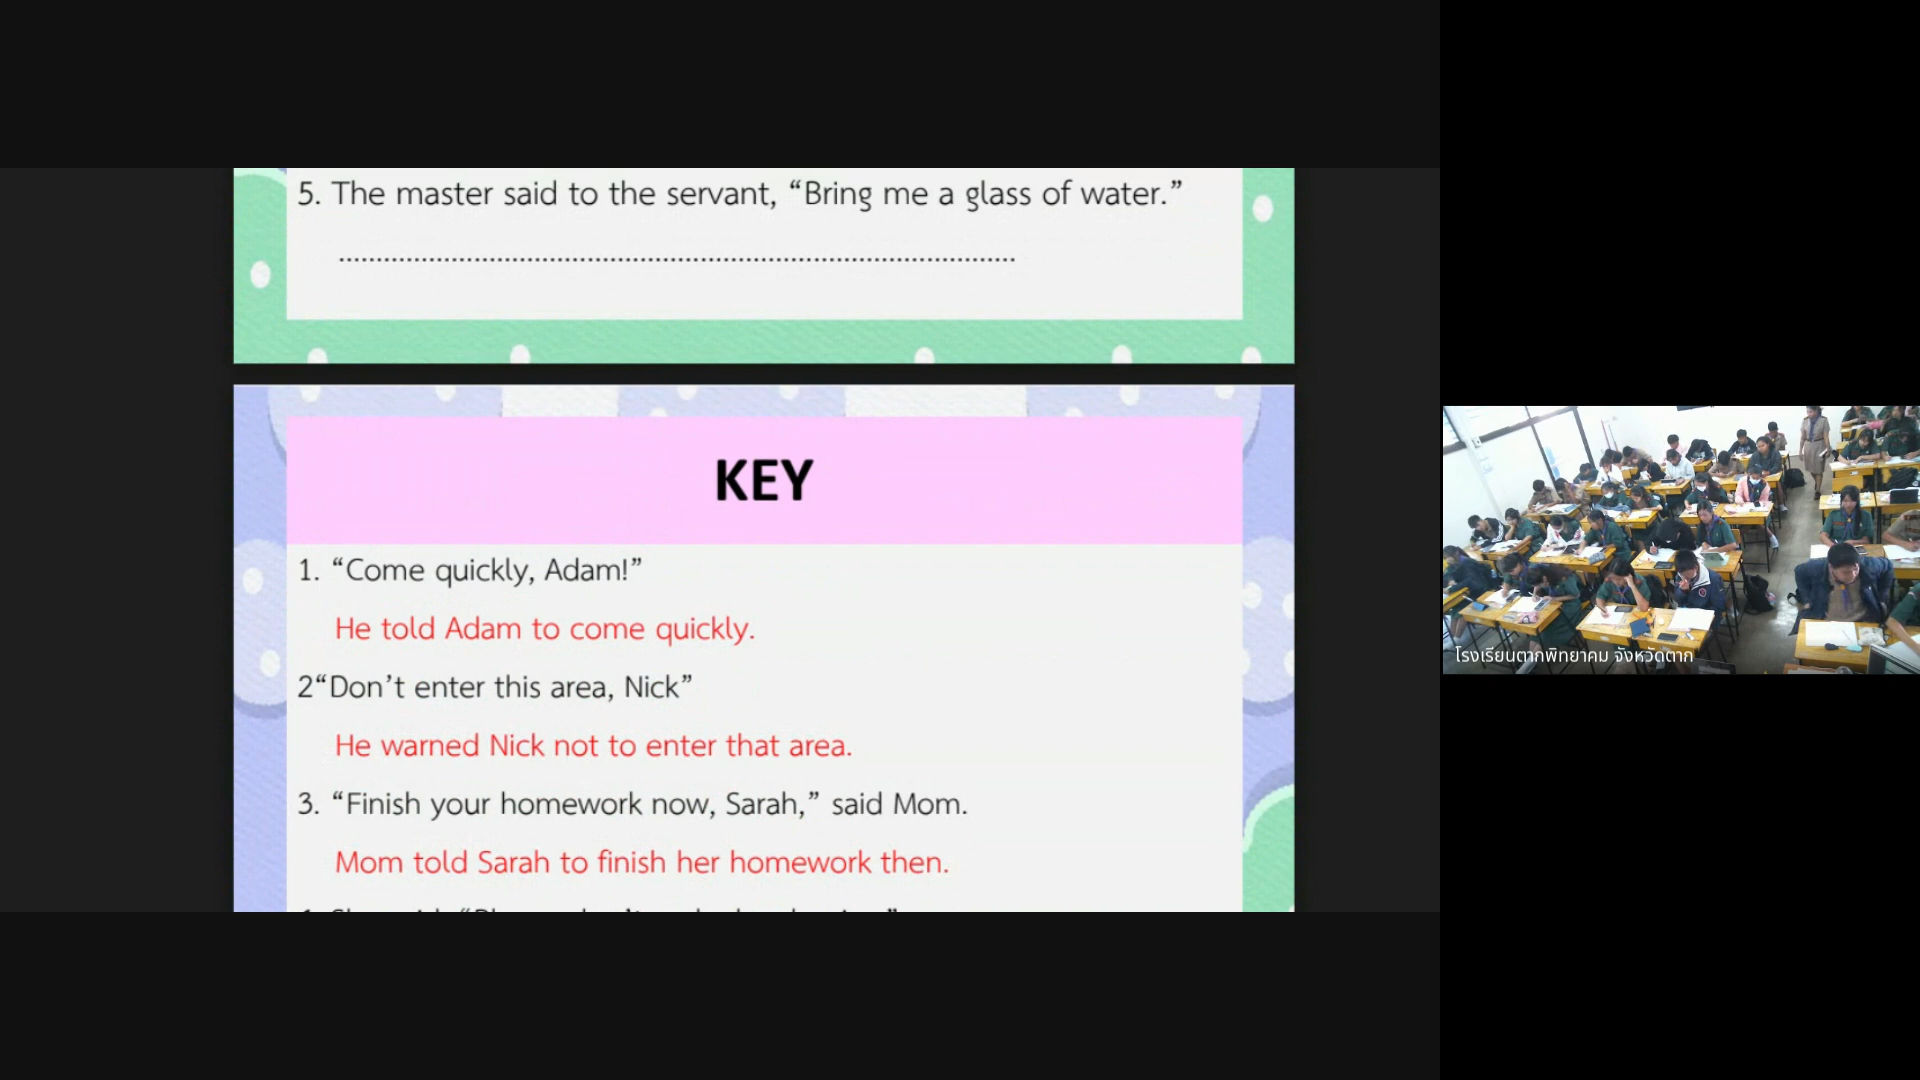 5. The master said to the servant, “Bring me a glass of water.”
..........................................................................................
KEY
1. “Come quickly, Adam!”
He told Adam to come quickly.
2“Don’t enter this area, Nick”
He warned Nick not to enter that area.
3. “Finish your homework now, Sarah,” said Mom.
Mom told Sarah to finish her homework then.
โรงเรียนตากพิทยาคม จังหวัดตาก